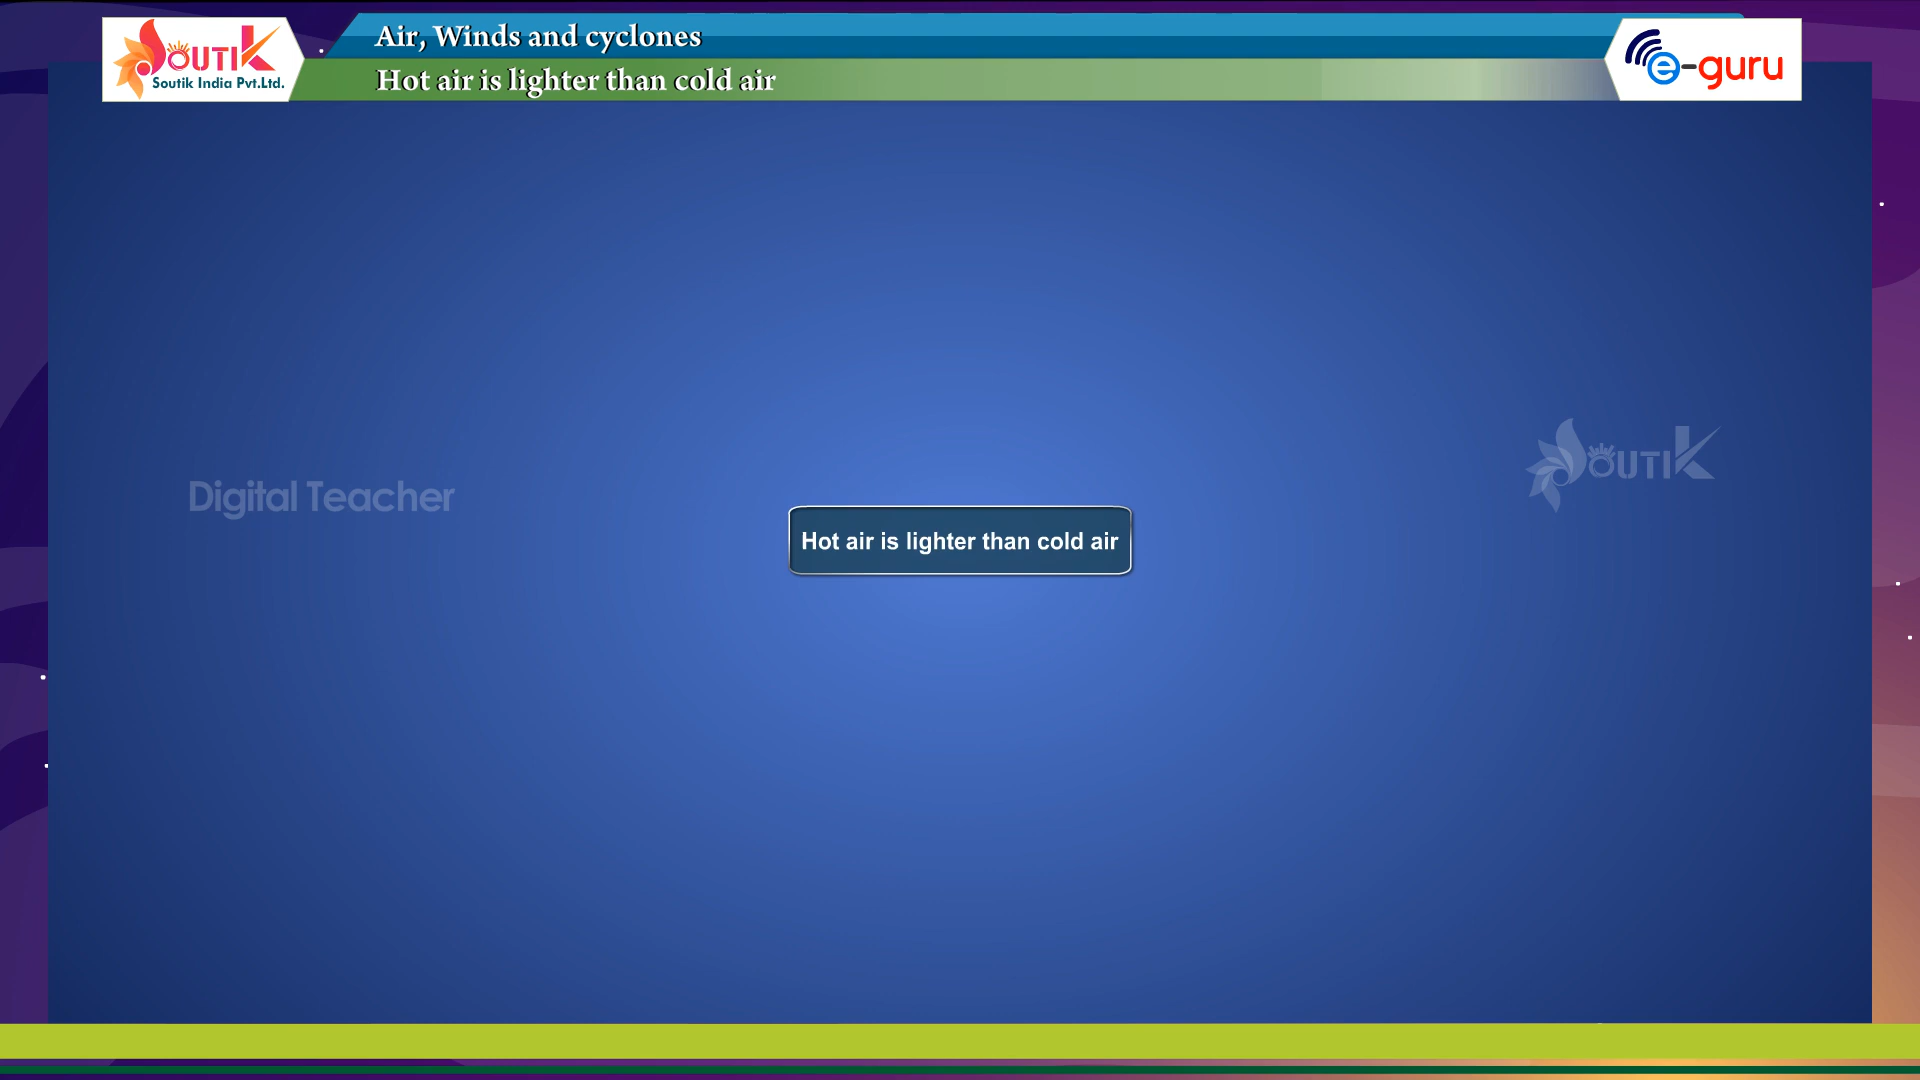 SOUTIK
Soutik India Pvt.Ltd.
Air, Winds and cyclones
Hot air is lighter than cold air
e-guru
Digital Teacher
SOUTIK
Hot air is lighter than cold air